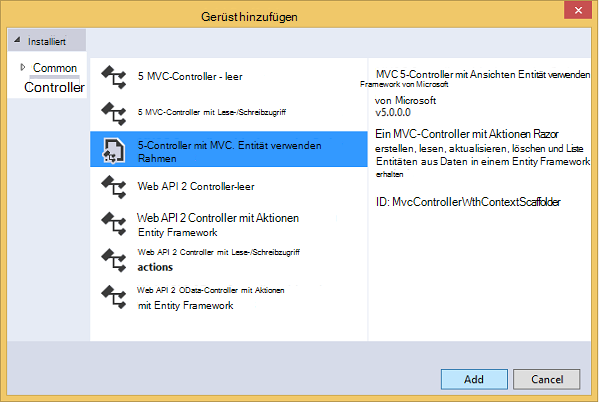 Gerüst hinzufügen
Installiert
Common
Controller
5 MVC-Controller - leer
5 MVC-Controller mit Lese-/Schreibzugriff
5-Controller mit MVC. Entität verwenden
Rahmen
Web API 2 Controller-leer
Web API 2 Controller mit Aktionen
Entity Framework
Web API 2 Controller mit Lese-/Schreibzugriff
actions
Web API 2 OData-Controller mit Aktionen
mit Entity Framework
MVC 5-Controller mit Ansichten Entität verwenden
Framework von Microsoft
von Microsoft
v5.0.0.0
Ein MVC-Controller mit Aktionen Razor
erstellen, lesen, aktualisieren, löschen und Liste
Entitäten aus Daten in einem Entity Framework
erhalten
ID: MvcControllerWthContextScaffolder
Add
Cancel